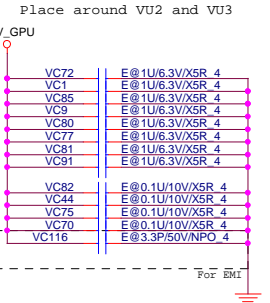 Place around VU2 and VU3
_GPU
VC72 E@1U/6.3V/X5R_4
VC1 E@1U/6.3V/X5R_4
VC85 E@1U/6.3V/X5R_4
VC9 E@1U/6.3V/X5R_4
VC80 E@1U/6.3V/X5R_4
VC77 E@1U/6.3V/X5R_4
VC81 E@1U/6.3V/X5R_4
VC91 E@1U/6.3V/X5R_4
VC82 E@0.1U/10V/X5R_4
VC44 E@0.1U/10V/X5R_4
VC75 E@0.1U/10V/X5R_4
VC70 E@0.1U/10V/X5R_4
VC116 E@3.3P/50V/NPO_4
For EMI